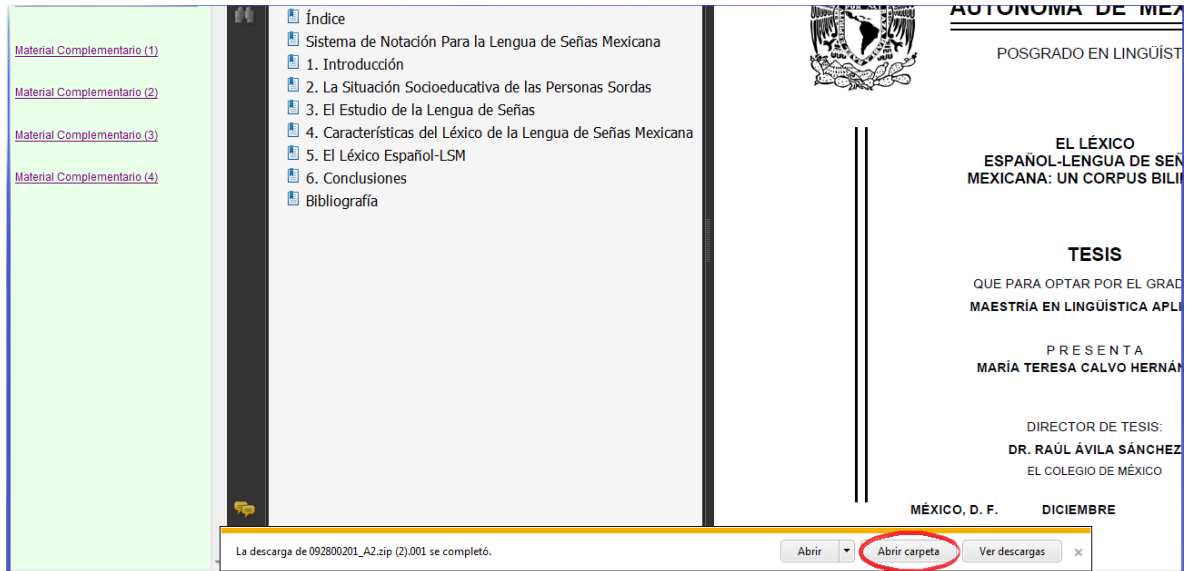 Material Complementario (1)
Material Complementario (2)
Material Complementario (3)
Material Complementario (4)
Índice
Sistema de Notación Para la Lengua de Señas Mexicana
1. Introducción
2. La Situación Socioeducativa de las Personas Sordas
3. El Estudio de la Lengua de Señas
4. Características del Léxico de la Lengua de Señas Mexicana
5. El Léxico Español-LSM
6. Conclusiones
Bibliografía
AUTÓNOMA DE MÉX
POSGRADO EN LINGÜÍST
EL LÉXICO
ESPAÑOL-LENGUA DE SEÑ
MEXICANA: UN CORPUS BILI
TESIS
QUE PARA OPTAR POR EL GRAD
MAESTRÍA EN LINGÜÍSTICA APLI
PRESENTA
MARÍA TERESA CALVO HERNÁN
DIRECTOR DE TESIS:
DR. RAÚL ÁVILA SÁNCHEZ
EL COLEGIO DE MÉXICO
MÉXICO, D. F. DICIEMBRE
La descarga de 092800201_A2.zip (2).001 se completó.
Abrir
Abrir carpeta
Ver descargas